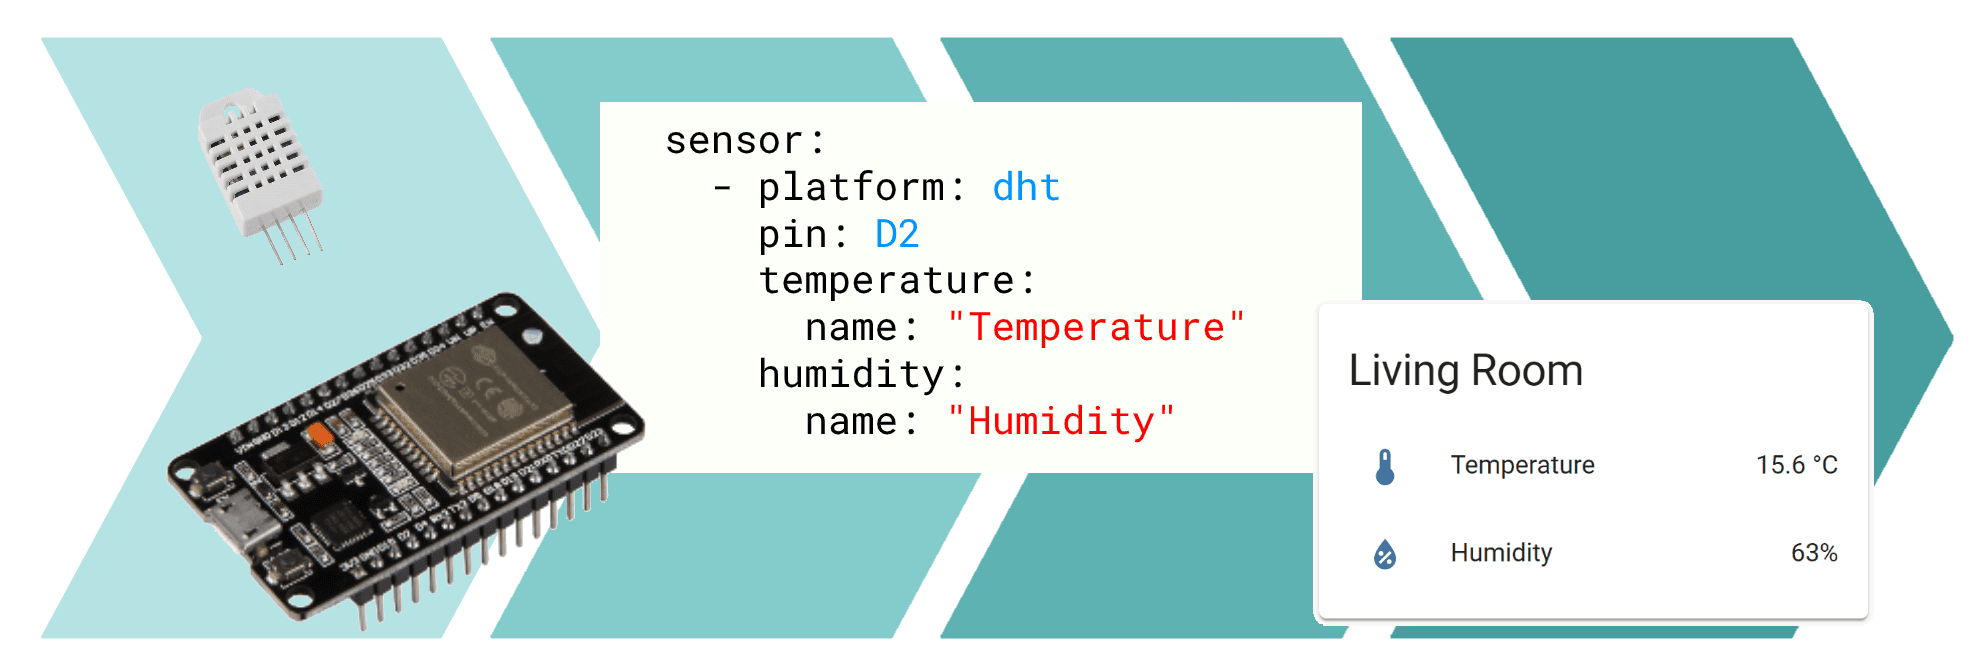 sensor:
- platform: dht
pin: D2
temperature:
name: "Temperature"
humidity:
name: "Humidity"
Living Room
Temperature 15.6 °C
Humidity 63%